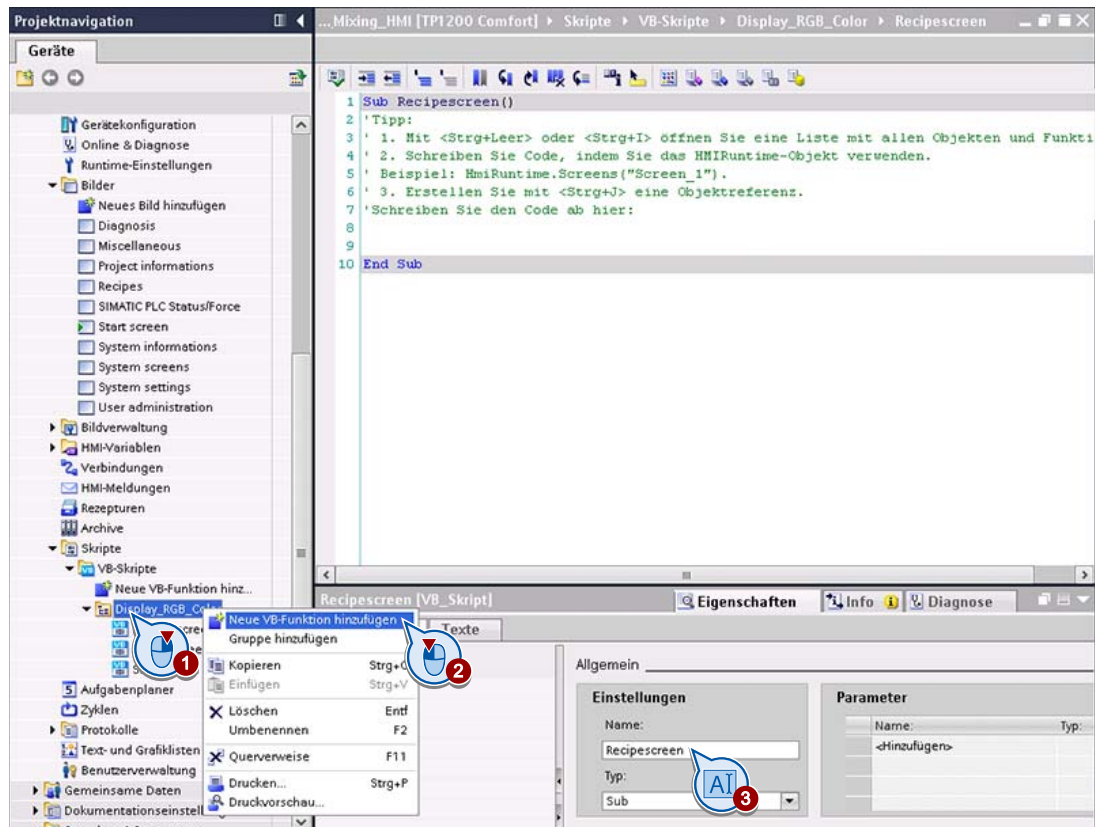 Projektnavigation
Geräte
Gerätekonfiguration
Online & Diagnose
Runtime-Einstellungen
Bilder
Neues Bild hinzufügen
Diagnosis
Miscellaneous
Project informations
Recipes
SIMATIC PLC Status/Force
Start screen
System informations
System screens
System settings
User administration
Bildverwaltung
HMI-Variablen
Verbindungen
HMI-Meldungen
Rezepturen
Archive
Skripte
VB-Skripte
Neue VB-Funktion hinz...
Display_RGB_Color
Aufgabenplaner
Zyklen
Protokolle
Text- und Grafiklisten
Benutzerverwaltung
Gemeinsame Daten
Dokumentationseinstell
1
Neue VB-Funktion hinzufügen
Gruppe hinzufügen
Kopieren Strg+C
Einfügen Strg+V
Löschen Entf
Umbenennen F2
Querverweise F11
Drucken... Strg+P
Druckvorschau...
2
...Mixing_HMI [TP1200 Comfort] Skripte VB-Skripte Display_RGB_Color Recipescreen
1 Sub Recipescreen()
2 'Tipp:
3 ' 1. Mit <Strg+Leer> oder <Strg+I> öffnen Sie eine Liste mit allen Objekten und Funkti
4 ' 2. Schreiben Sie Code, indem Sie das HMIRuntime-Objekt verwenden.
5 ' Beispiel: HmiRuntime.Screens("Screen_1").
6 ' 3. Erstellen Sie mit <Strg+J> eine Objektreferenz.
7 'Schreiben Sie den Code ab hier:
8
9
10 End Sub
Recipescreen [VB_Skript]
Eigenschaften Info Diagnose
Texte
Allgemein
Einstellungen
Name:
Recipescreen
Typ:
Sub
AI
3
Parameter
Name: Typ:
<Hinzufügen>